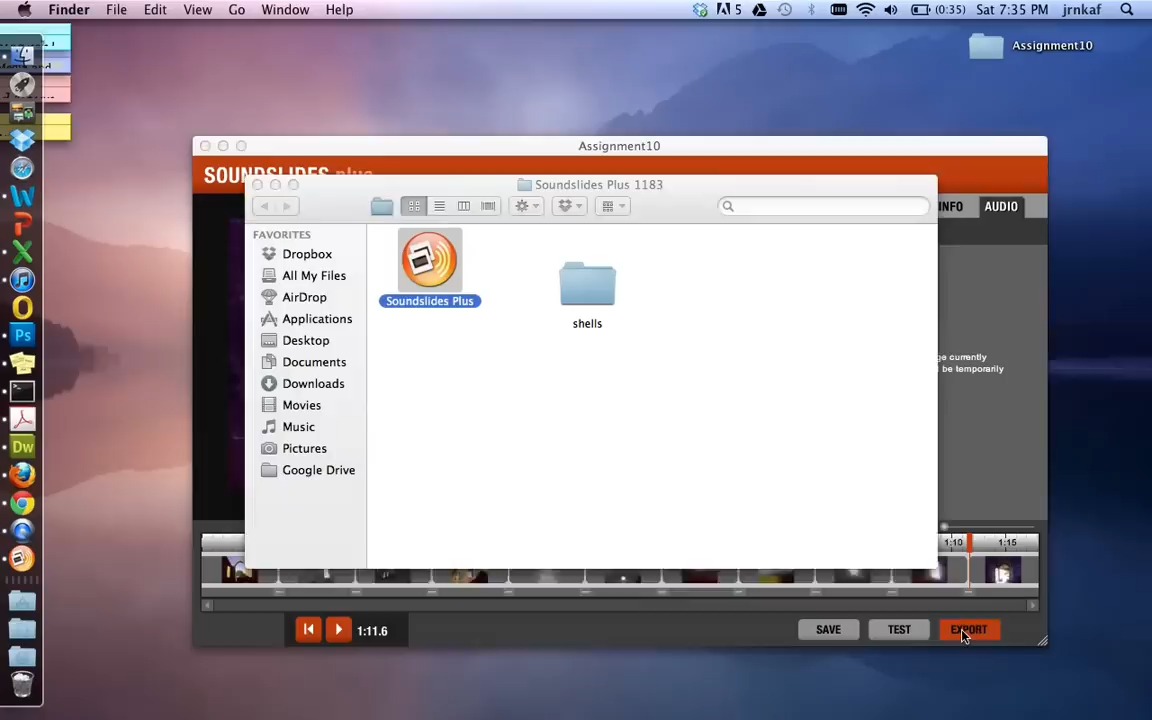 Finder File Edit View Go Window Help
5 (0:35) Sat 7:35 PM jrnkaf
Assignment10
Assignment10
SOUNDSLIDES plus
Soundslides Plus 1183
INFO AUDIO
FAVORITES
Dropbox
All My Files
AirDrop
Applications
Desktop
Documents
Downloads
Movies
Music
Pictures
Google Drive
Soundslides Plus
shells
ge currently
d be temporarily
1:10 1:15
1:11.6
SAVE TEST EXPORT